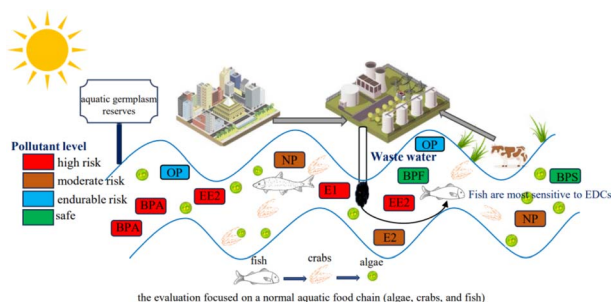 aquatic germplasm
reserves
Pollutant level
high risk
moderate risk
endurable risk
safe
OP
BPA
BPA
EE2
NP
E1
Waste water
OP
BPF
EE2
E2
BPS
Fish are most sensitive to EDCs
NP
fish
crabs
algae
the evaluation focused on a normal aquatic food chain (algae, crabs, and fish)